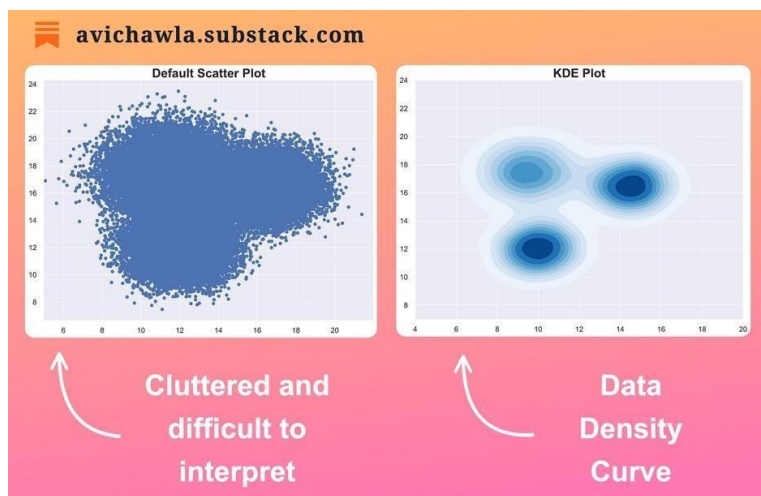 avichawla.substack.com
Default Scatter Plot
24
22
20
18
16
14
12
10
8
6 8 10 12 14 16 18 20
KDE Plot
24
20
18
16
14
12
10
8
4 6 8 10 12 14 16 18 20
Cluttered and
difficult to
interpret
Data
Density
Curve